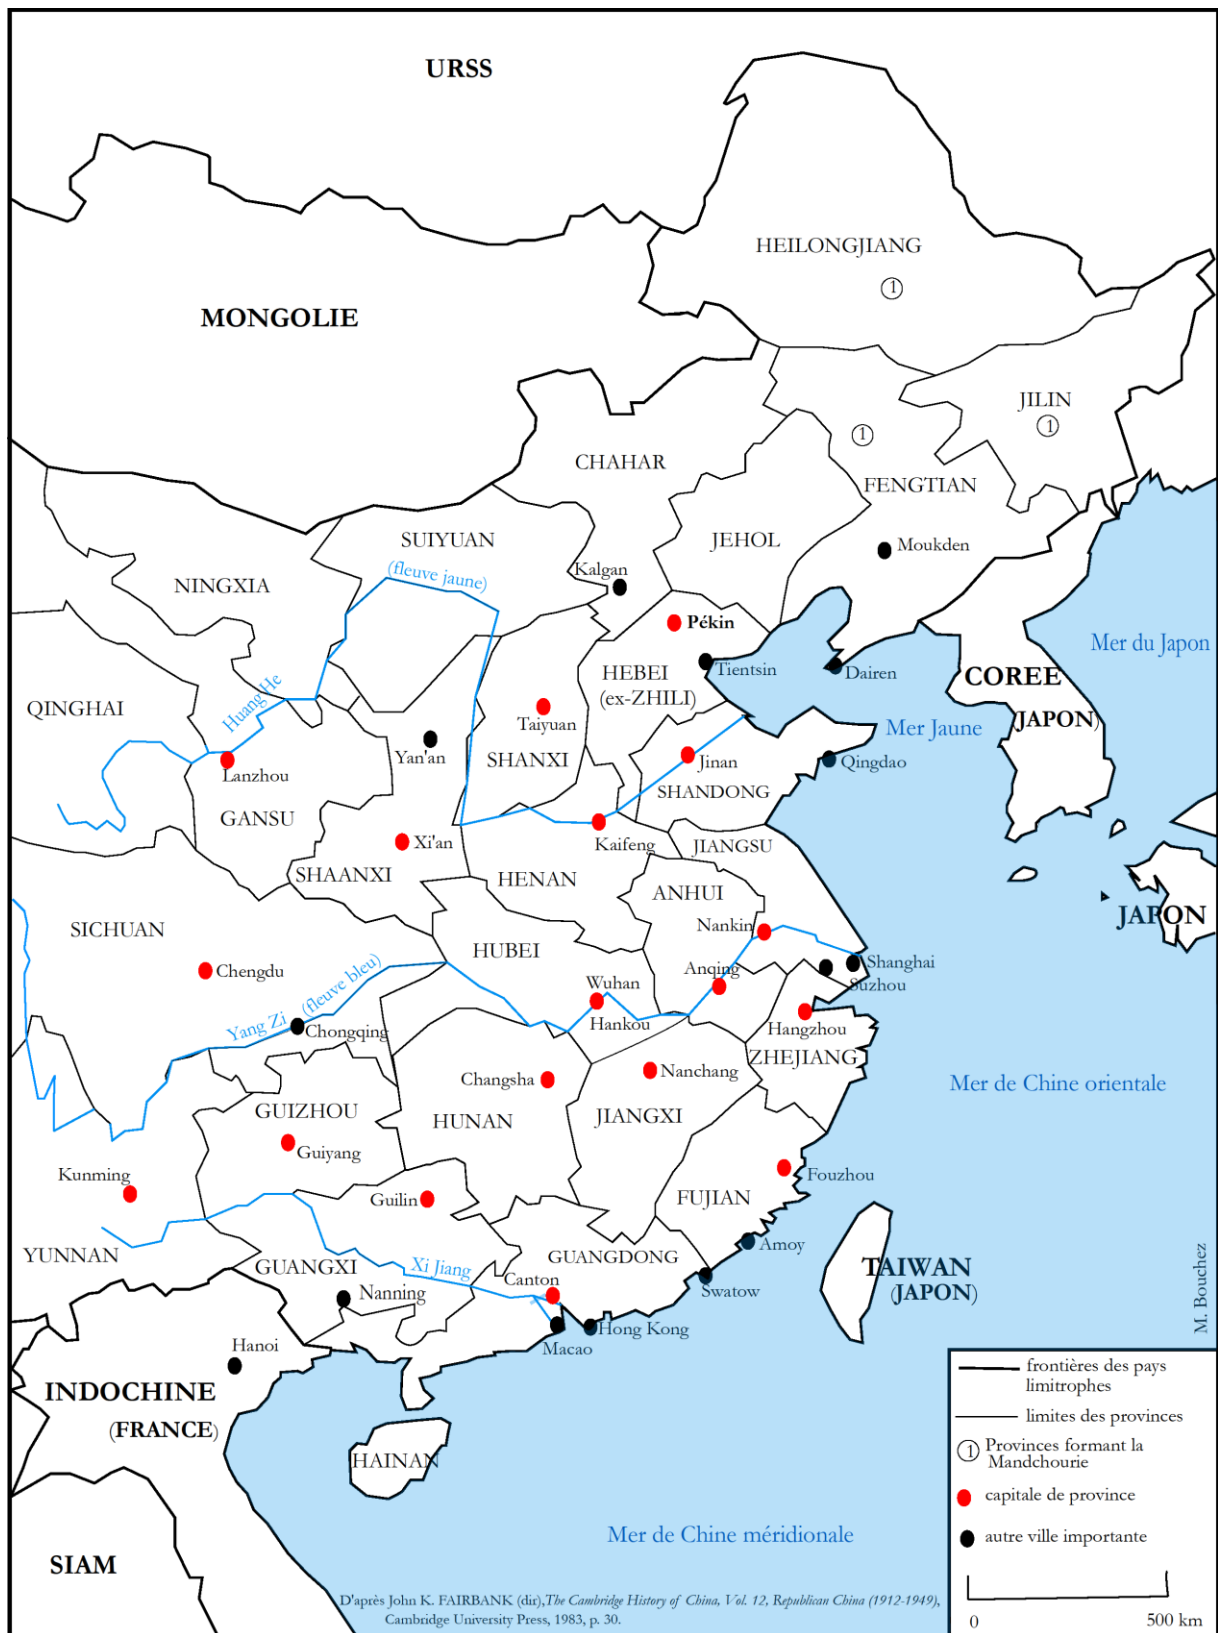 URSS
HEILONGJIANG
1
MONGOLIE
JILIN
1
1
CHAHAR
FENGTIAN
SUIYUAN
JEHOL
Moukden
(fleuve jaune)
Kalgan
NINGXIA
Pékin
Mer du Japon
Tientsin
Dairen
HEBEI
(ex-ZHILI)
COREE
(JAPON)
Huang He
QINGHAI
Taiyuan
Mer Jaune
Yan'an
SHANXI
Jinan
Qingdao
Lanzhou
SHANDONG
GANSU
Xi'an
Kaifeng
JIANGSU
SHAANXI
HENAN
ANHUI
JAPON
SICHUAN
Nankin
HUBEI
Shanghai
Chengdu
Anqing
Suzhou
Wuhan
Hankou
Yang Zi
(fleuve bleu)
Chongqing
Hangzhou
ZHEJIANG
Changsha
Nanchang
Mer de Chine orientale
GUIZHOU
HUNAN
JIANGXI
Guiyang
Kunming
Fouzhou
Guilin
FUJIAN
YUNNAN
Amoy
GUANGDONG
GUANGXI
Xi Jiang
TAIWAN
(JAPON)
Canton
Swatow
Nanning
Hong Kong
Macao
Hanoi
M. Bouchez
INDOCHINE
(FRANCE)
HAINAN
frontières des pays
limitrophes
limites des provinces
1
Provinces formant la
Mandchourie
capitale de province
autre ville importante
Mer de Chine méridionale
SIAM
D'après John K. FAIRBANK (dir),The Cambridge History of China, Vol. 12, Republican China (1912-1949),
Cambridge University Press, 1983, p. 30.
0
500 km